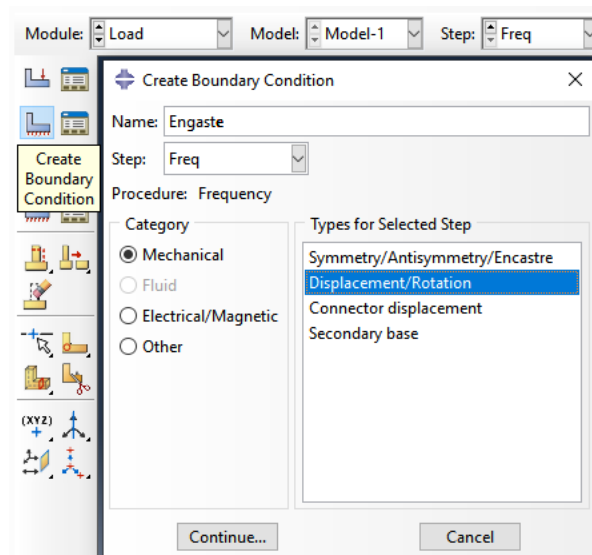 Module: Load Model: Model-1 Step: Freq
Create Boundary Condition
Name: Engaste
Create
Boundary
Condition
Step: Freq
Procedure: Frequency
Category
Mechanical
Fluid
Electrical/Magnetic
Other
Types for Selected Step
Symmetry/Antisymmetry/Encastre
Displacement/Rotation
Connector displacement
Secondary base
(XYZ)
Continue... Cancel